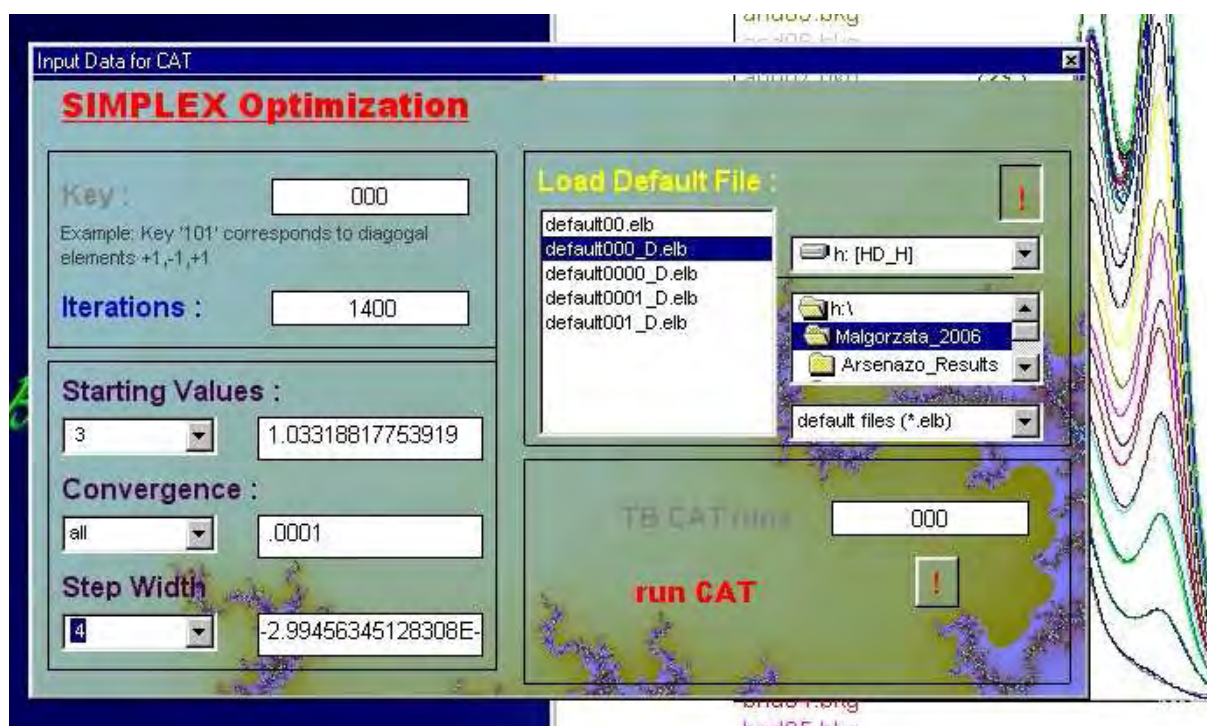 Input Data for CAT
SIMPLEX Optimization
Key :
000
Example: Key '101' corresponds to diagogal
elements +1,-1,+1
Iterations :
1400
Starting Values :
3
1.03318817753919
Convergence :
all
.0001
Step Width
4
-2.99456345128308E-
Load Default File :
!
default00.elb
default000_D.elb
default0000_D.elb
default0001_D.elb
default001_D.elb
h: [HD_H]
h:\
Malgorzata_2006
Arsenazo_Results
default files (*.elb)
TB CAT runs
000
run CAT
!